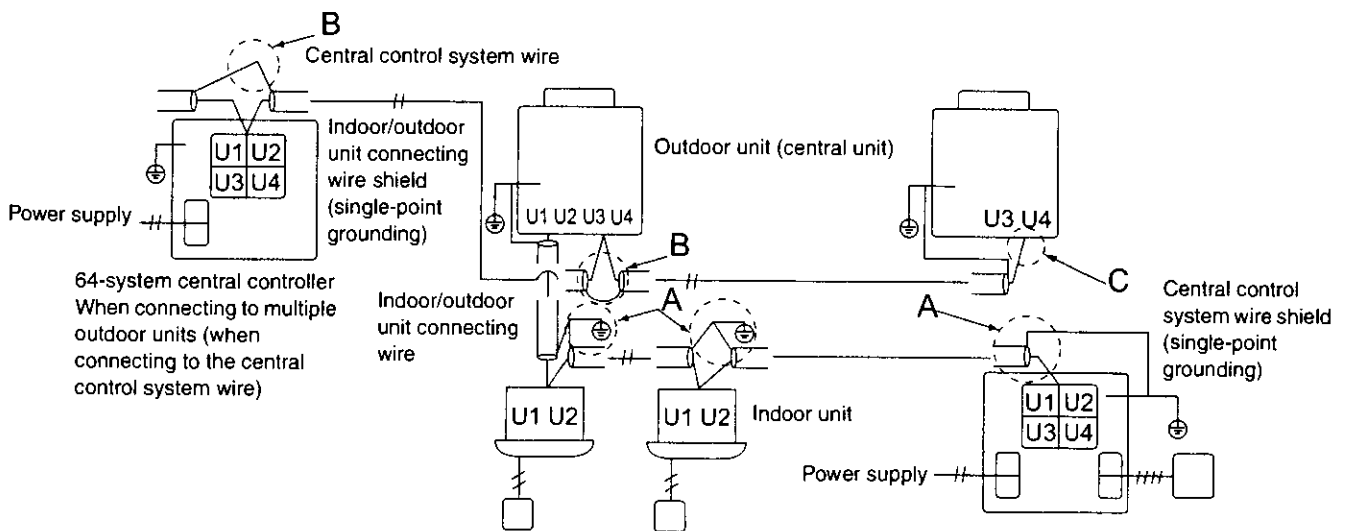 B
Central control system wire
U1 U2
U3 U4
Indoor/outdoor
unit connecting
wire shield
(single-point
grounding)
Power supply
64-system central controller
When connecting to multiple
outdoor units (when
connecting to the central
control system wire)
Outdoor unit (central unit)
U1 U2 U3 U4
B
Indoor/outdoor
unit connecting
wire
A
U1 U2
U1 U2
Indoor unit
U3 U4
C
A
Central control
system wire shield
(single-point
grounding)
U1 U2
U3 U4
Power supply